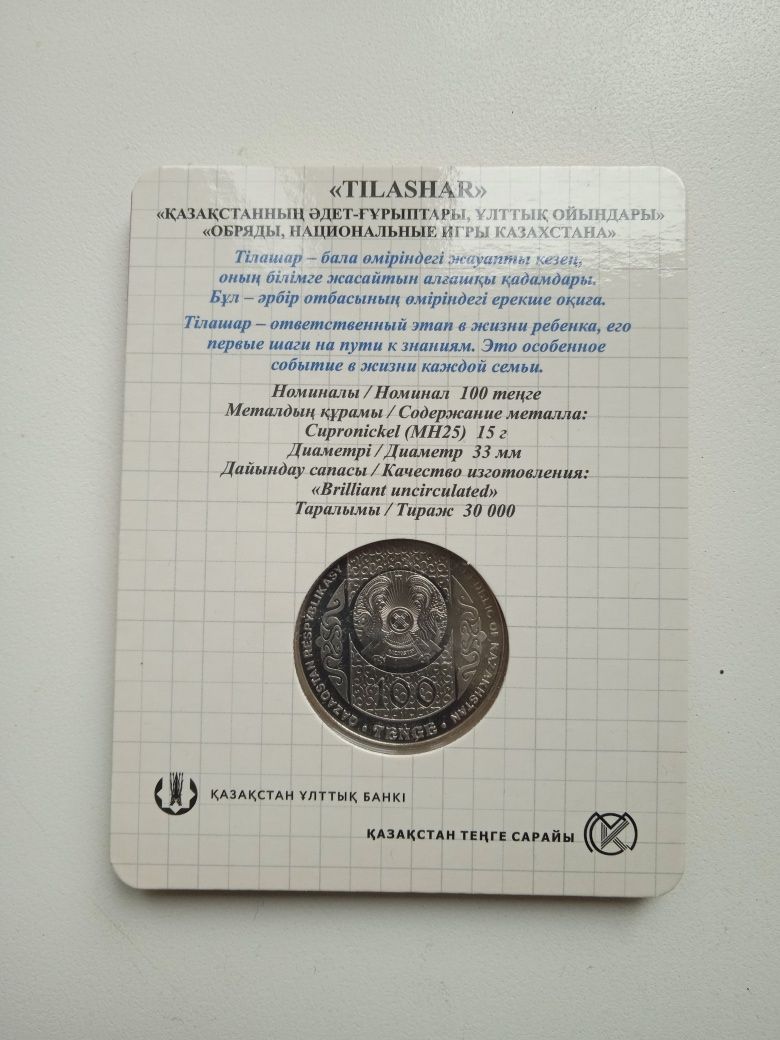 «TILASHAR»
«ҚАЗАҚСТАННЫҢ ӘДЕТ-ҒҰРЫПТАРЫ, ҰЛТТЫҚ ОЙЫНДАРЫ»
«ОБРЯДЫ, НАЦИОНАЛЬНЫЕ ИГРЫ КАЗАХСТАНА»
Тілашар – бала өміріндегі жауапты кезең,
оның білімге жасайтын алғашқы қадамдары.
Бұл – әрбір отбасының өміріндегі ерекше оқиға.
Тілашар – ответственный этап в жизни ребенка, его
первые шаги на пути к знаниям. Это особенное
событие в жизни каждой семьи.
Номиналы / Номинал 100 теңге
Металдың құрамы / Содержание металла:
Cupronickel (МН25) 15 г
Диаметрі / Диаметр 33 мм
Дайындау сапасы / Качество изготовления:
«Brilliant uncirculated»
Таралымы / Тираж 30 000
QAZAQSTAN RESPÝBLIKASY
OF KAZAKHSTAN
100
• TEŃGE •
ҚАЗАҚСТАН ҰЛТТЫҚ БАНКІ
ҚАЗАҚСТАН ТЕҢГЕ САРАЙЫ